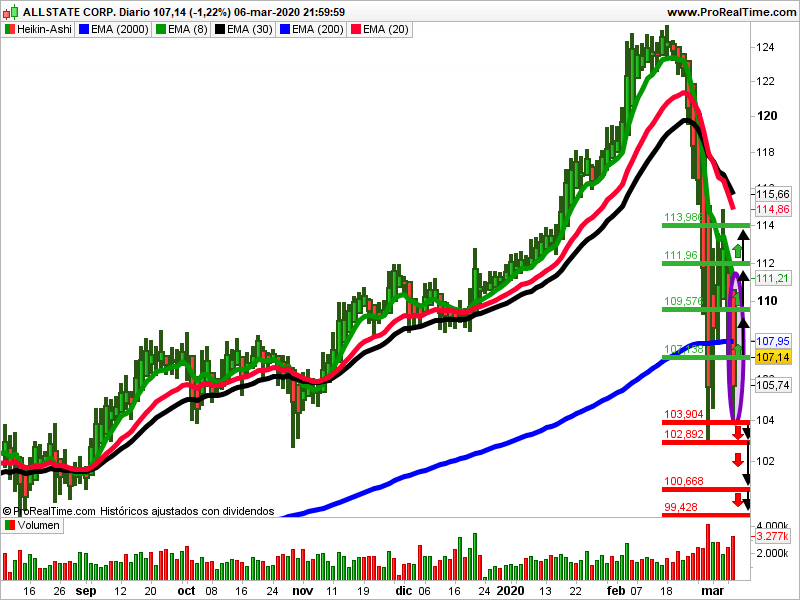 ALLSTATE CORP. Diario 107,14 (-1,22%) 06-mar-2020 21:59:59 www.ProRealTime.com
Heikin-Ashi EMA (2000) EMA (8) EMA (30) EMA (200) EMA (20)
124
122
120
118
115,66
114,86
113,986
114
111,96
112
111,21
110
109,576
107,95
107,138
107,14
105,74
103,904
104
102,892
102
100,668
99,428
© ProRealTime.com Históricos ajustados con dividendos
Volumen
4.000k
3.277k
2.000k
16 26 sep 12 20 oct 08 16 24 nov 11 19 dic 06 16 24 2020 13 22 feb 07 18 mar